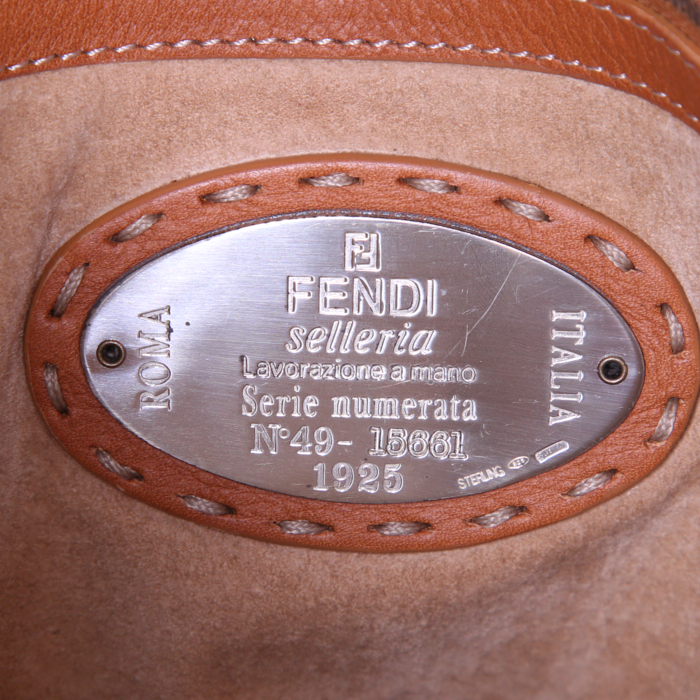 FF
FENDI
selleria
Lavorazione a mano
Serie numerata
N°49- 15661
1925
ROMA
ITALIA
STERLING